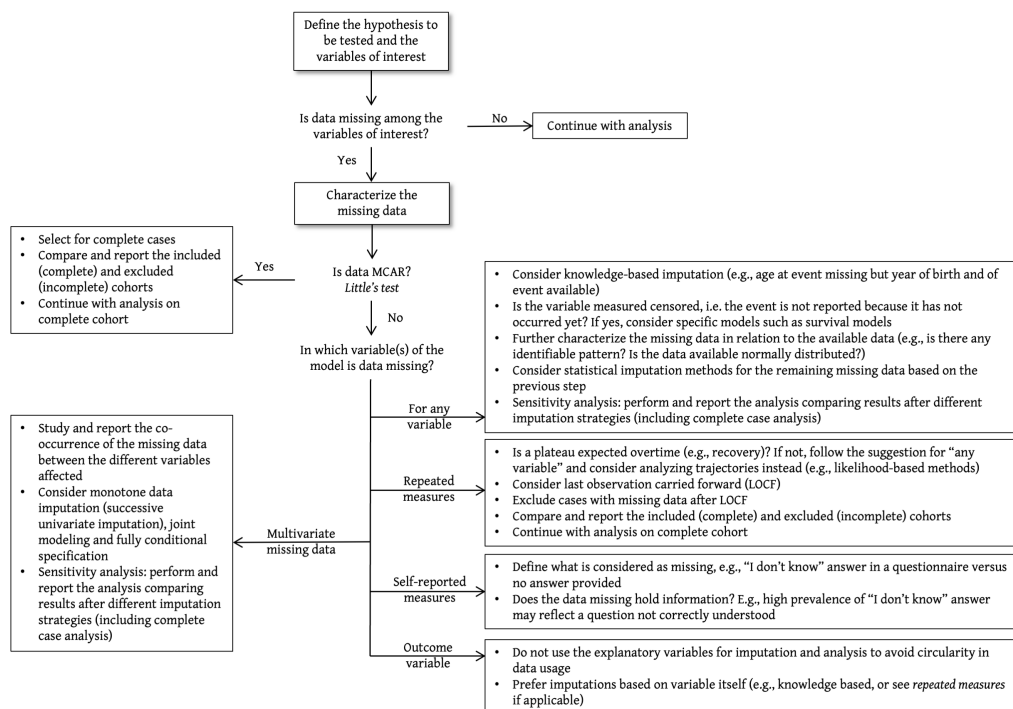 Define the hypothesis to
be tested and the
variables of interest
Is data missing among the
variables of interest?
No
Continue with analysis
Yes
Characterize the
missing data
• Select for complete cases
• Compare and report the included
(complete) and excluded
(incomplete) cohorts
• Continue with analysis on
complete cohort
Yes
Is data MCAR?
Little's test
No
In which variable(s) of the
model is data missing?
• Consider knowledge-based imputation (e.g., age at event missing but year of birth and of
event available)
• Is the variable measured censored, i.e. the event is not reported because it has not
occurred yet? If yes, consider specific models such as survival models
• Further characterize the missing data in relation to the available data (e.g., is there any
identifiable pattern? Is the data available normally distributed?)
• Consider statistical imputation methods for the remaining missing data based on the
previous step
• Sensitivity analysis: perform and report the analysis comparing results after different
imputation strategies (including complete case analysis)
For any
variable
• Study and report the co-
occurrence of the missing data
between the different variables
affected
• Consider monotone data
imputation (successive
univariate imputation), joint
modeling and fully conditional
specification
• Sensitivity analysis: perform and
report the analysis comparing
results after different imputation
strategies (including complete
case analysis)
Multivariate
missing data
Repeated
measures
• Is a plateau expected overtime (e.g., recovery)? If not, follow the suggestion for “any
variable” and consider analyzing trajectories instead (e.g., likelihood-based methods)
• Consider last observation carried forward (LOCF)
• Exclude cases with missing data after LOCF
• Compare and report the included (complete) and excluded (incomplete) cohorts
• Continue with analysis on complete cohort
Self-reported
measures
• Define what is considered as missing, e.g., “I don't know” answer in a questionnaire versus
no answer provided
• Does the data missing hold information? E.g., high prevalence of “I don't know” answer
may reflect a question not correctly understood
Outcome
variable
• Do not use the explanatory variables for imputation and analysis to avoid circularity in
data usage
• Prefer imputations based on variable itself (e.g., knowledge based, or see repeated measures
if applicable)